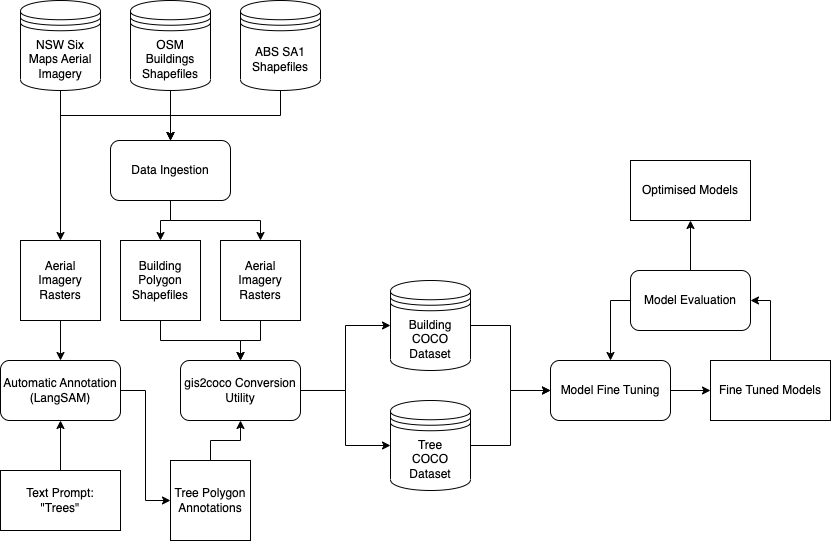 NSW Six
Maps Aerial
Imagery
OSM
Buildings
Shapefiles
ABS SA1
Shapefiles
Data Ingestion
Optimised Models
Aerial
Imagery
Rasters
Building
Polygon
Shapefiles
Aerial
Imagery
Rasters
Model Evaluation
Building
COCO
Dataset
Automatic Annotation
(LangSAM)
gis2coco Conversion
Utility
Model Fine Tuning
Fine Tuned Models
Tree
COCO
Dataset
Text Prompt:
"Trees"
Tree Polygon
Annotations